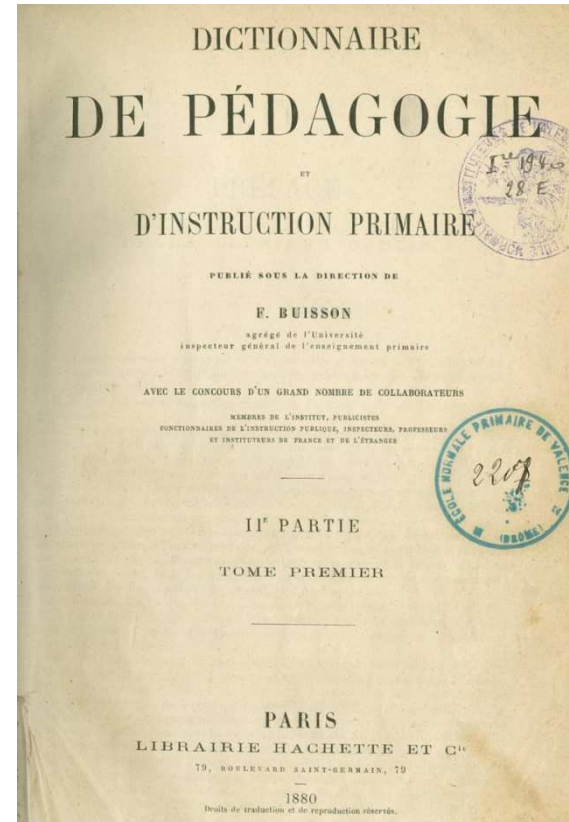 DICTIONNAIRE
DE PÉDAGOGIE
ET
D'INSTRUCTION PRIMAIRE
PUBLIÉ SOUS LA DIRECTION DE
F. BUISSON
agrégé de l'Université
inspecteur général de l'enseignement primaire
AVEC LE CONCOURS D'UN GRAND NOMBRE DE COLLABORATEURS
MEMBRES DE L'INSTITUT, PUBLICISTES
FONCTIONNAIRES DE L'INSTRUCTION PUBLIQUE, INSPECTEURS, PROFESSEURS
ET INSTITUTEURS DE FRANCE ET DE L'ÉTRANGER
ÉCOLE NORMALE PRIMAIRE DE VALENCE
(DRÔME)
IIE PARTIE
TOME PREMIER
PARIS
LIBRAIRIE HACHETTE ET Cie
79, BOULEVARD SAINT-GERMAIN, 79
1880
Droits de traduction et de reproduction réservés.